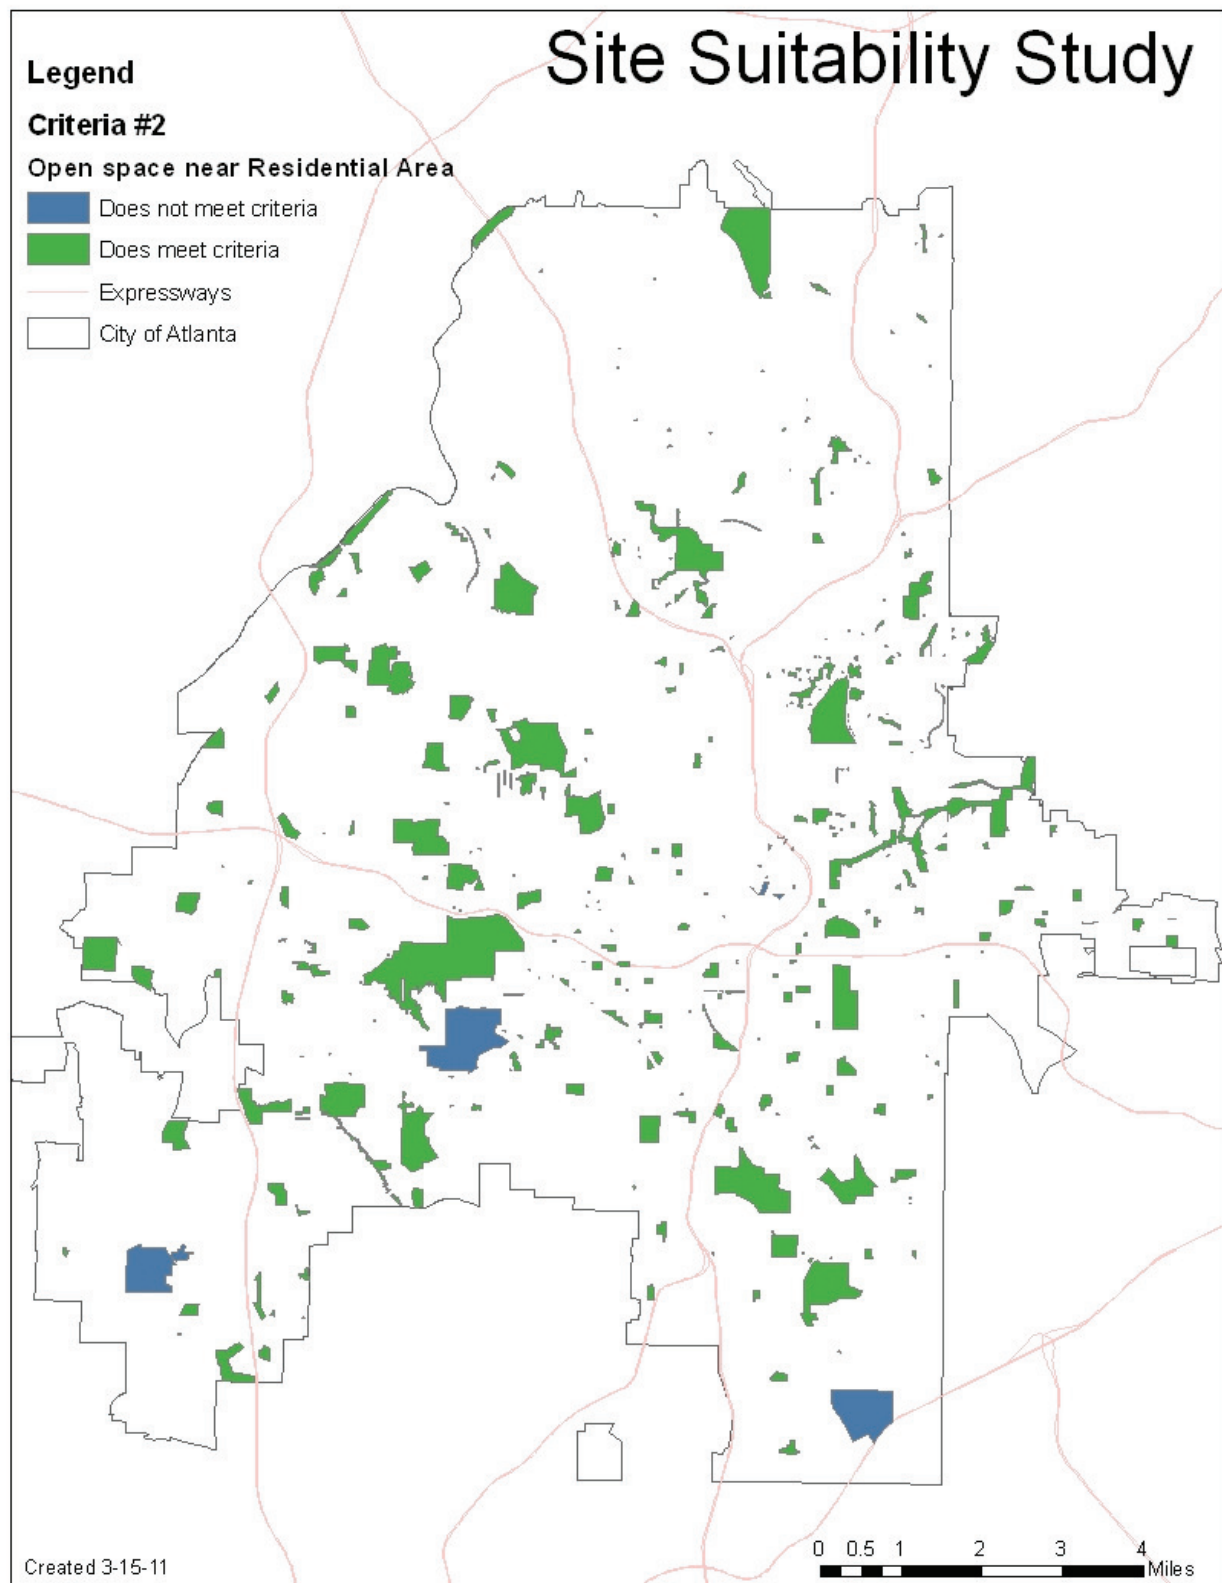 Site Suitability Study
Legend
Criteria #2
Open space near Residential Area
Does not meet criteria
Does meet criteria
Expressways
City of Atlanta
Created 3-15-11
0 0.5 1 2 3 4
Miles